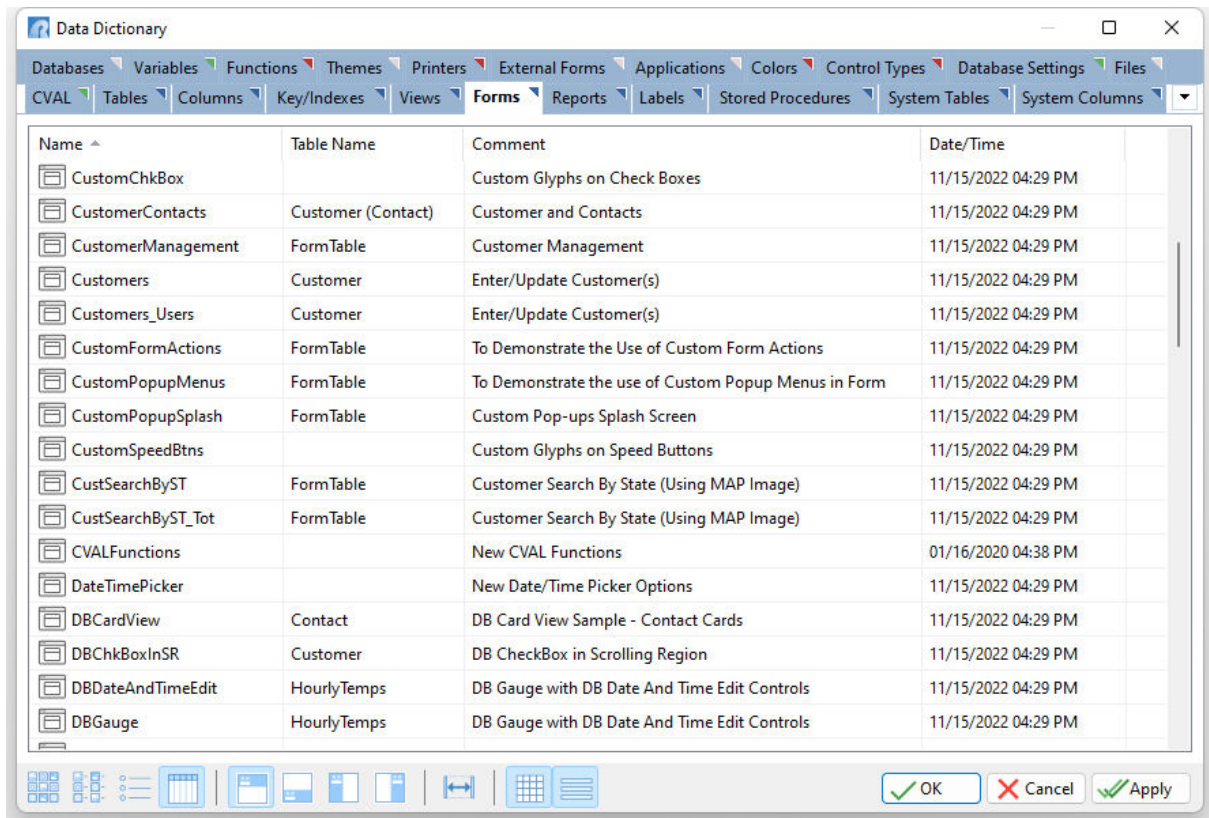 Data Dictionary
Databases Variables Functions Themes Printers External Forms Applications Colors Control Types Database Settings Files
CVAL Tables Columns Key/Indexes Views Forms Reports Labels Stored Procedures System Tables System Columns
Name Table Name Comment Date/Time
CustomChkBox Custom Glyphs on Check Boxes 11/15/2022 04:29 PM
CustomerContacts Customer (Contact) Customer and Contacts 11/15/2022 04:29 PM
CustomerManagement FormTable Customer Management 11/15/2022 04:29 PM
Customers Customer Enter/Update Customer(s) 11/15/2022 04:29 PM
Customers_Users Customer Enter/Update Customer(s) 11/15/2022 04:29 PM
CustomFormActions FormTable To Demonstrate the Use of Custom Form Actions 11/15/2022 04:29 PM
CustomPopupMenus FormTable To Demonstrate the use of Custom Popup Menus in Form 11/15/2022 04:29 PM
CustomPopupSplash FormTable Custom Pop-ups Splash Screen 11/15/2022 04:29 PM
CustomSpeedBtns Custom Glyphs on Speed Buttons 11/15/2022 04:29 PM
CustSearchByST FormTable Customer Search By State (Using MAP Image) 11/15/2022 04:29 PM
CustSearchByST_Tot FormTable Customer Search By State (Using MAP Image) 11/15/2022 04:29 PM
CVALFunctions New CVAL Functions 01/16/2020 04:38 PM
DateTimePicker New Date/Time Picker Options 11/15/2022 04:29 PM
DBCardView Contact DB Card View Sample - Contact Cards 11/15/2022 04:29 PM
DBChkBoxInSR Customer DB CheckBox in Scrolling Region 11/15/2022 04:29 PM
DBDateAndTimeEdit HourlyTemps DB Gauge with DB Date And Time Edit Controls 11/15/2022 04:29 PM
DBGauge HourlyTemps DB Gauge with DB Date And Time Edit Controls 11/15/2022 04:29 PM
OK Cancel Apply